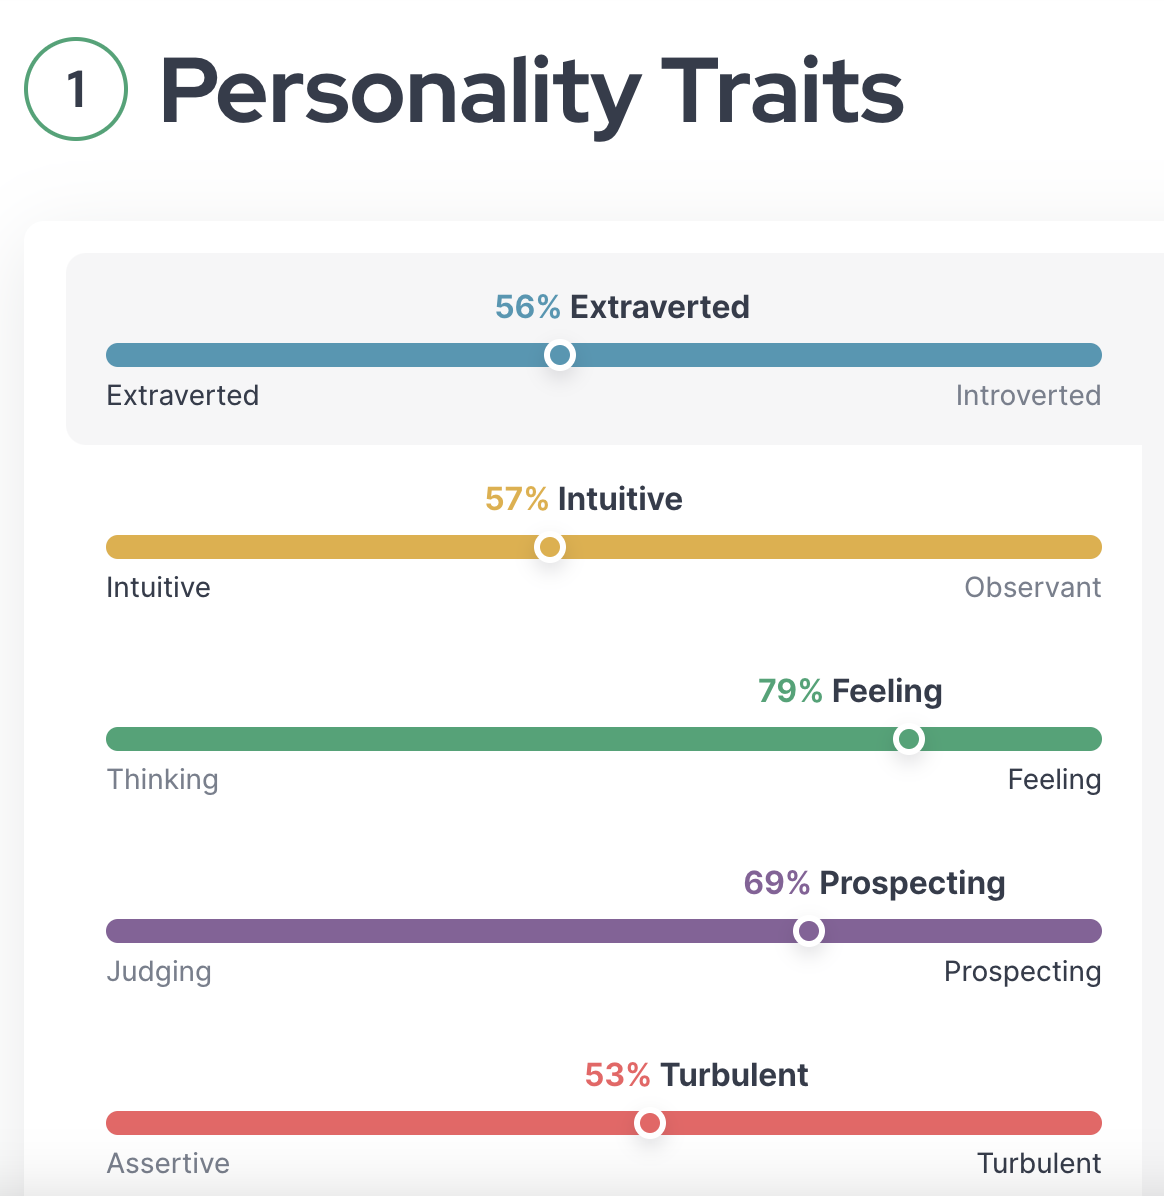 1 Personality Traits
56% Extraverted
Extraverted Introverted
57% Intuitive
Intuitive Observant
79% Feeling
Thinking Feeling
69% Prospecting
Judging Prospecting
53% Turbulent
Assertive Turbulent